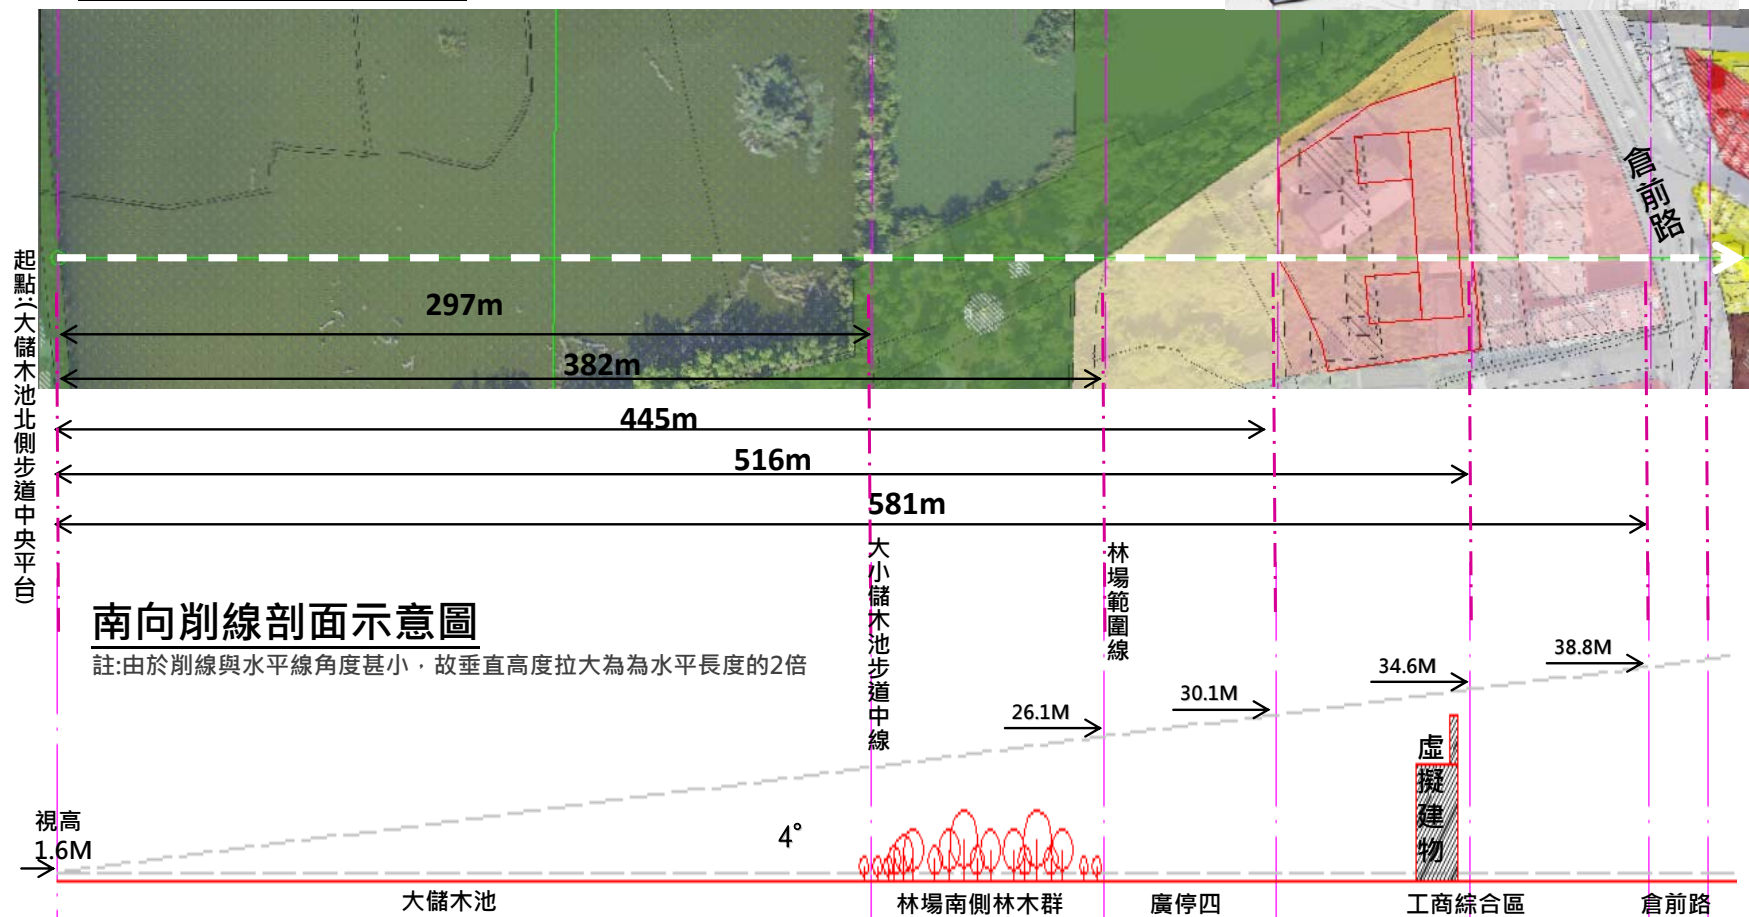 倉前路
起點:(大儲木池北側步道中央平台)
297m
382m
445m
516m
581m
大小儲木池步道中線
林場範圍線
南向削線剖面示意圖
註:由於削線與水平線角度甚小，故垂直高度拉大為為水平長度的2倍
26.1M
30.1M
34.6M
38.8M
視高
1.6M
4°
虛擬建物
大儲木池
林場南側林木群
廣停四
工商綜合區
倉前路